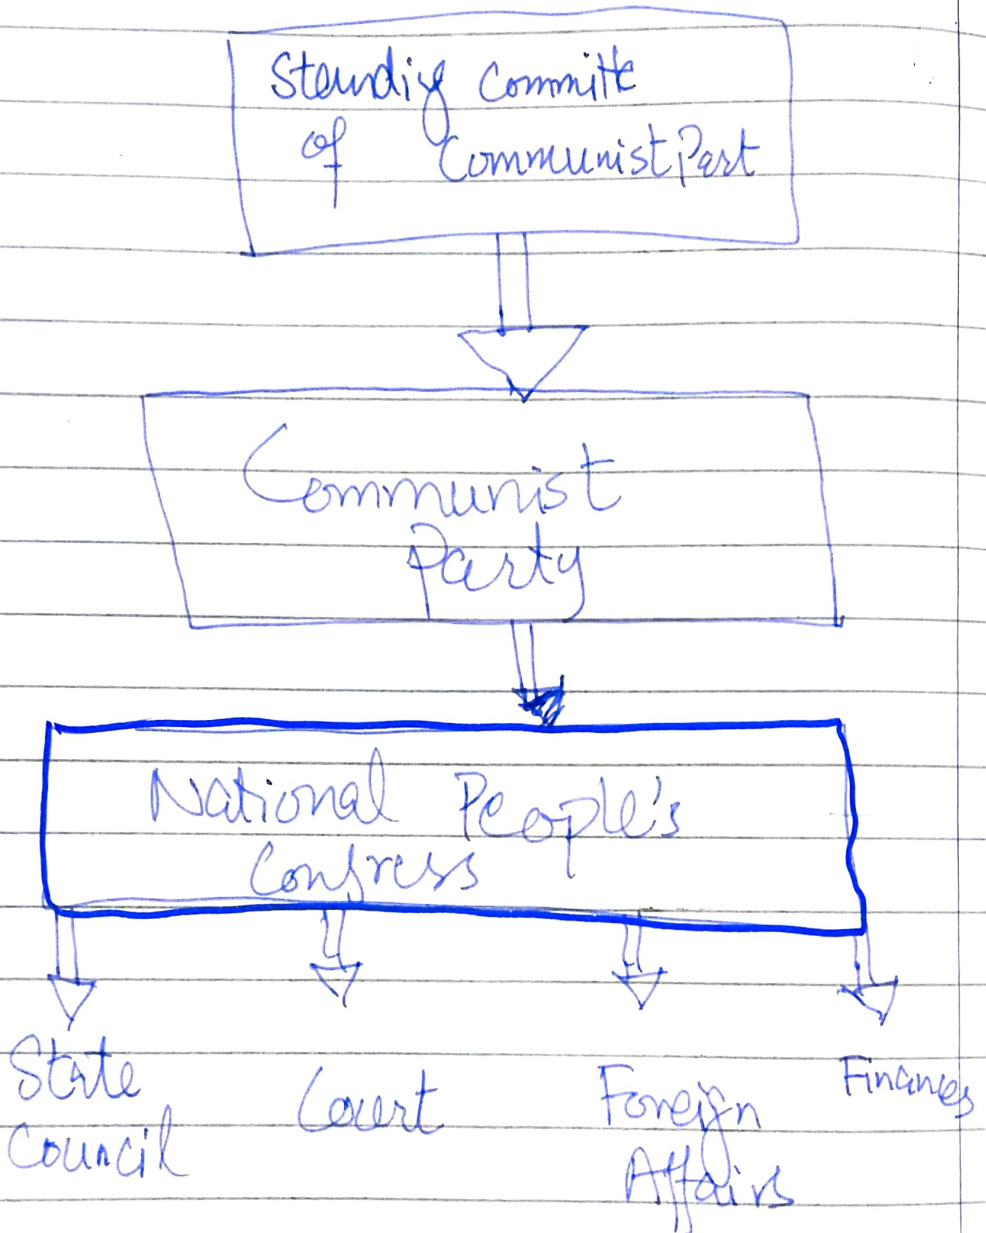 Standing Committe
of Communist Part
Communist
Party
National People's
Congress
State
Council
Court
Foreign
Affairs
Finances